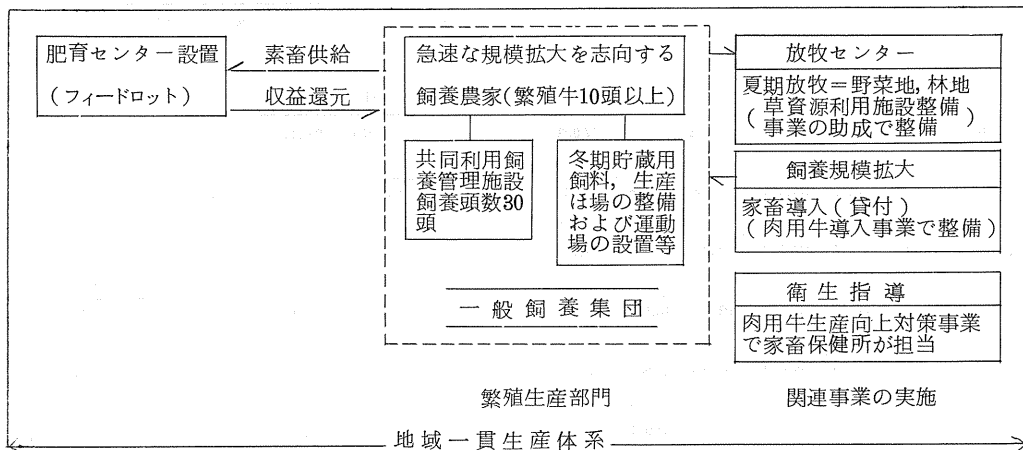 肥育センター設置
(フィードロット)
素畜供給
収益還元
急速な規模拡大を志向する
飼養農家(繁殖牛10頭以上)
共同利用飼
養管理施設
飼養頭数30
頭
冬期貯蔵用
飼料,生産
ほ場の整備
および運動
場の設置等
一般飼養集団
繁殖生産部門
放牧センター
夏期放牧=野菜地,林地
(草資源利用施設整備
事業の助成で整備)
飼養規模拡大
家畜導入(貸付)
(肉用牛導入事業で整備)
衛生指導
肉用牛生産向上対策事業
で家畜保健所が担当
関連事業の実施
地域一貫生産体系